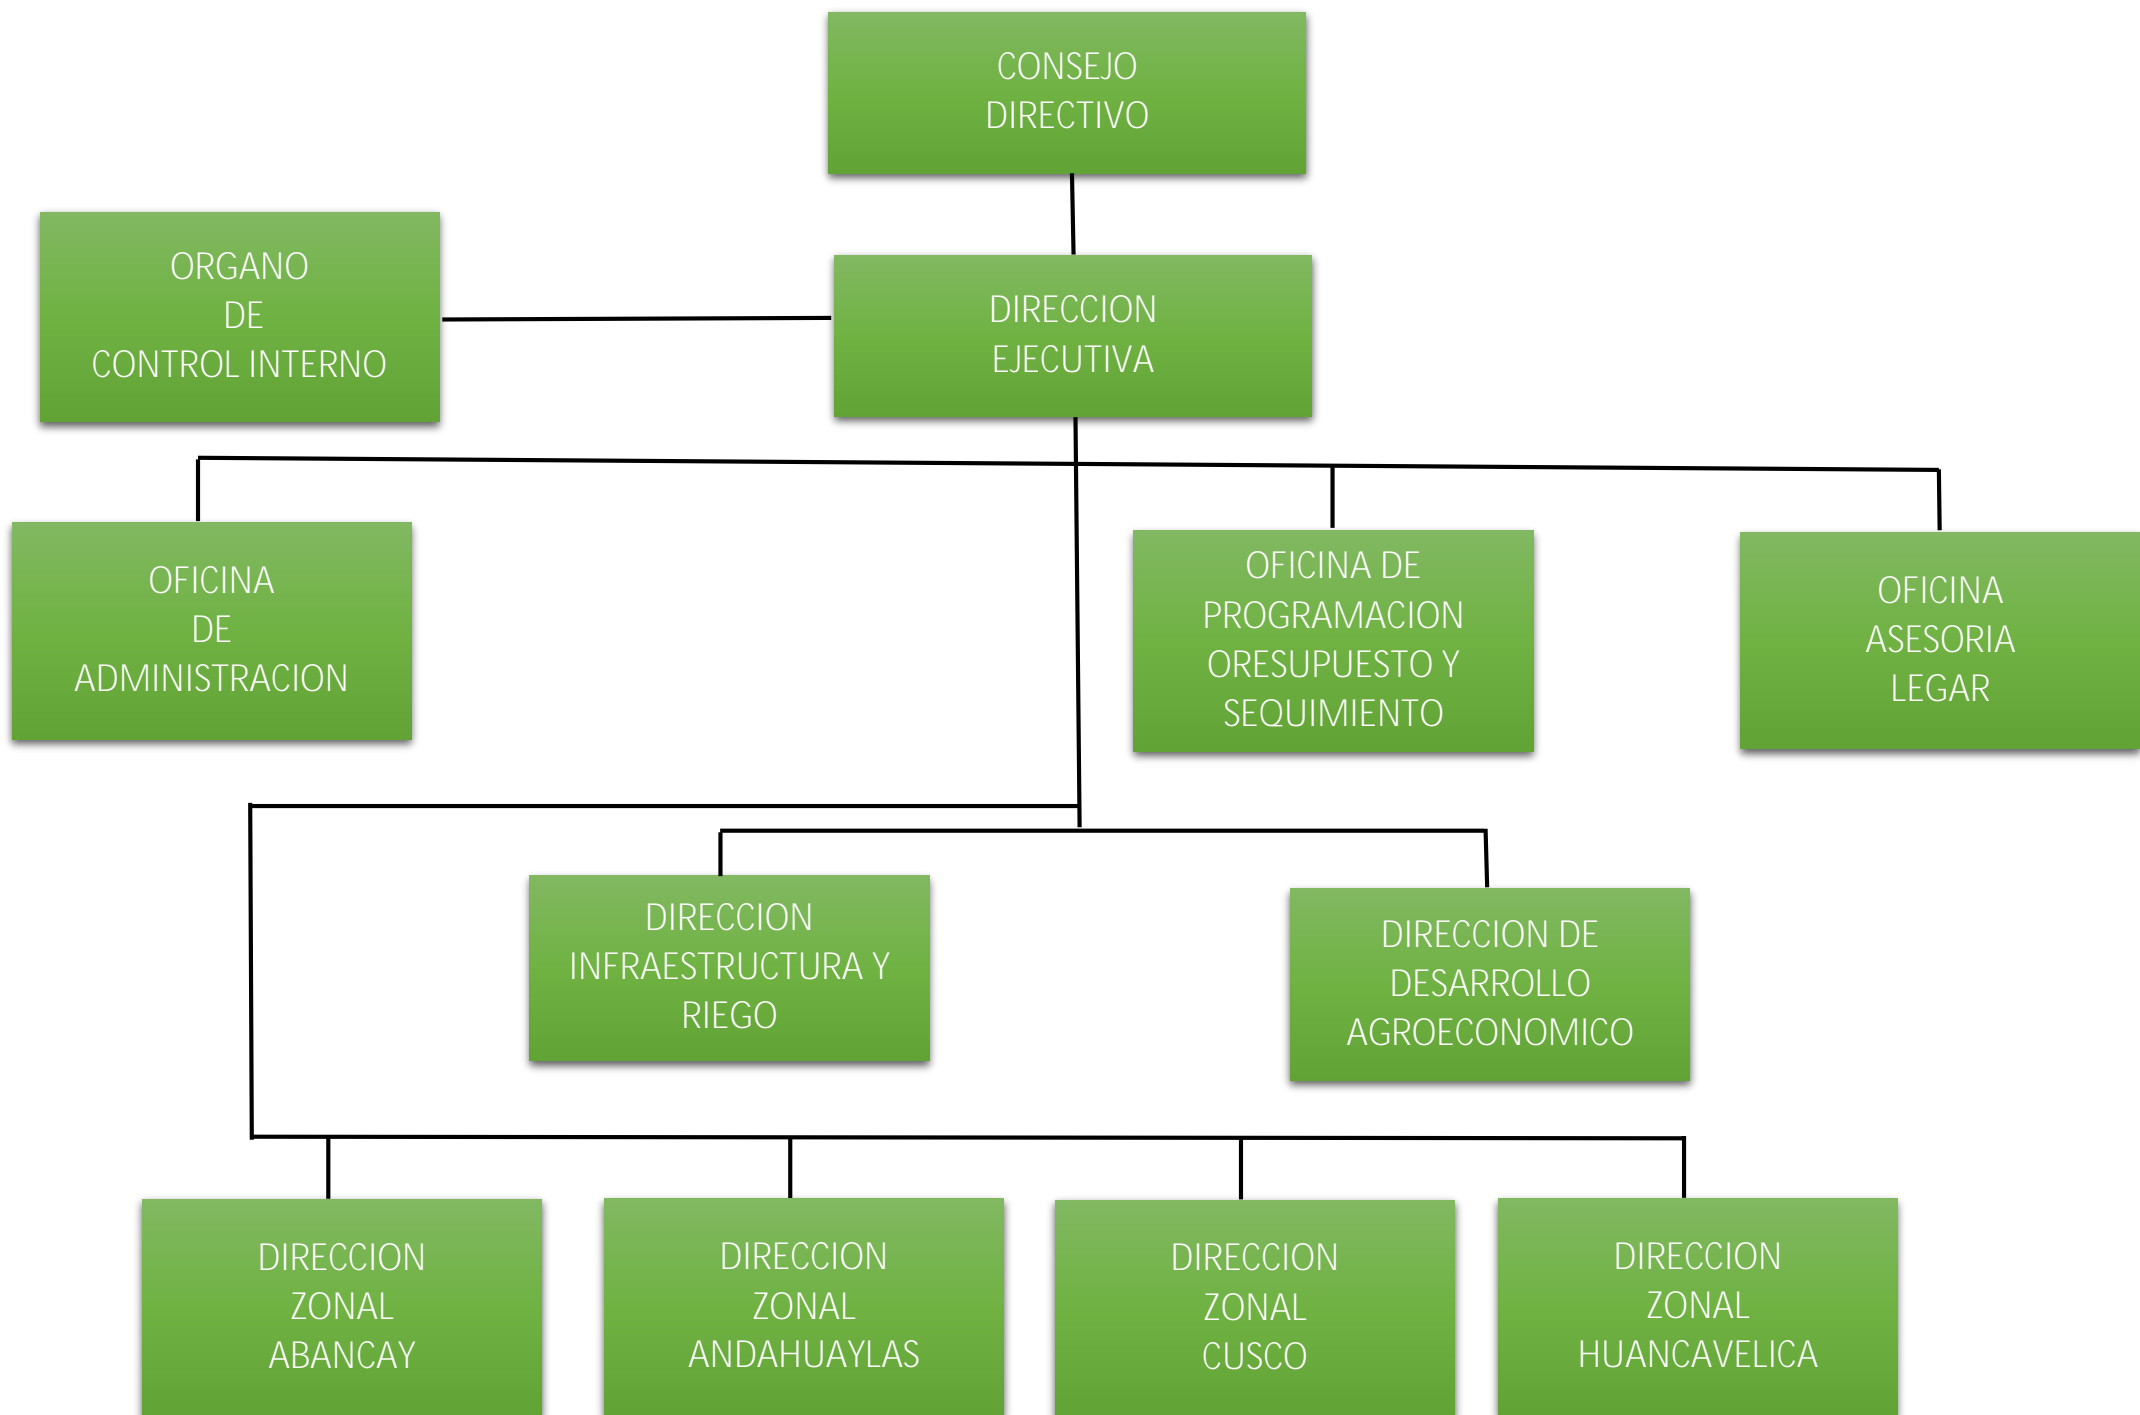 CONSEJO
DIRECTIVO
ORGANO
DE
CONTROL INTERNO
DIRECCION
EJECUTIVA
OFICINA
DE
ADMINISTRACION
OFICINA DE
PROGRAMACION
ORESUPUESTO Y
SEQUIMIENTO
OFICINA
ASESORIA
LEGAR
DIRECCION
INFRAESTRUCTURA Y
RIEGO
DIRECCION DE
DESARROLLO
AGROECONOMICO
DIRECCION
ZONAL
ABANCAY
DIRECCION
ZONAL
ANDAHUAYLAS
DIRECCION
ZONAL
CUSCO
DIRECCION
ZONAL
HUANCAVELICA